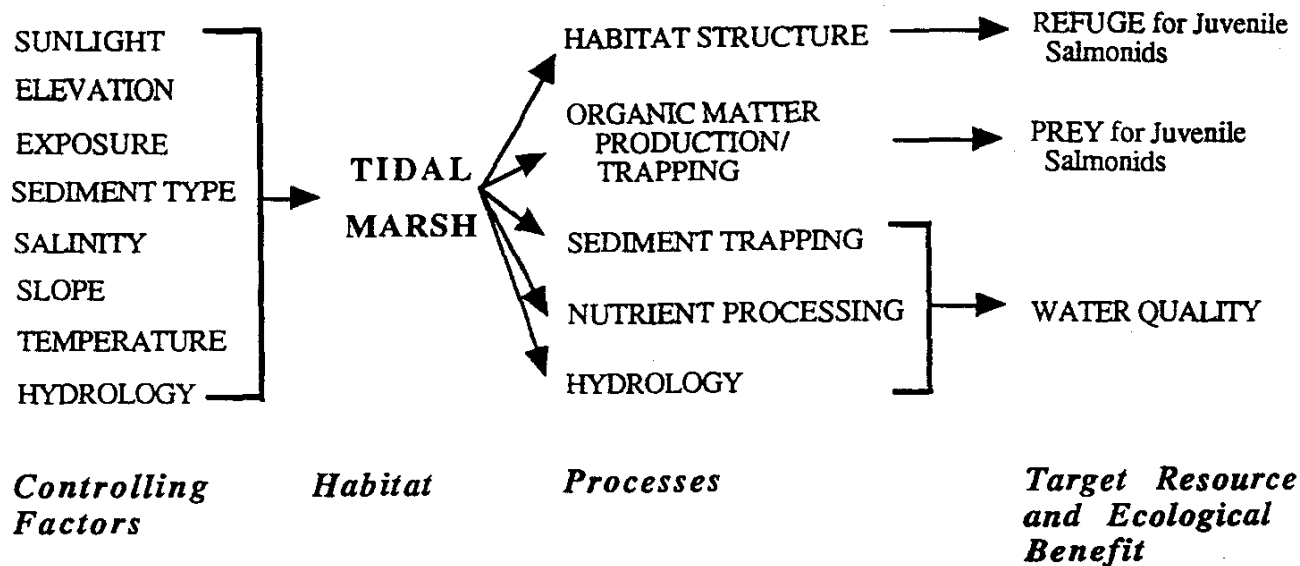 SUNLIGHT
ELEVATION
EXPOSURE
SEDIMENT TYPE
SALINITY
SLOPE
TEMPERATURE
HYDROLOGY
TIDAL
MARSH
HABITAT STRUCTURE
ORGANIC MATTER
PRODUCTION/
TRAPPING
SEDIMENT TRAPPING
NUTRIENT PROCESSING
HYDROLOGY
REFUGE for Juvenile
Salmonids
PREY for Juvenile
Salmonids
WATER QUALITY
Controlling
Factors
Habitat
Processes
Target Resource
and Ecological
Benefit